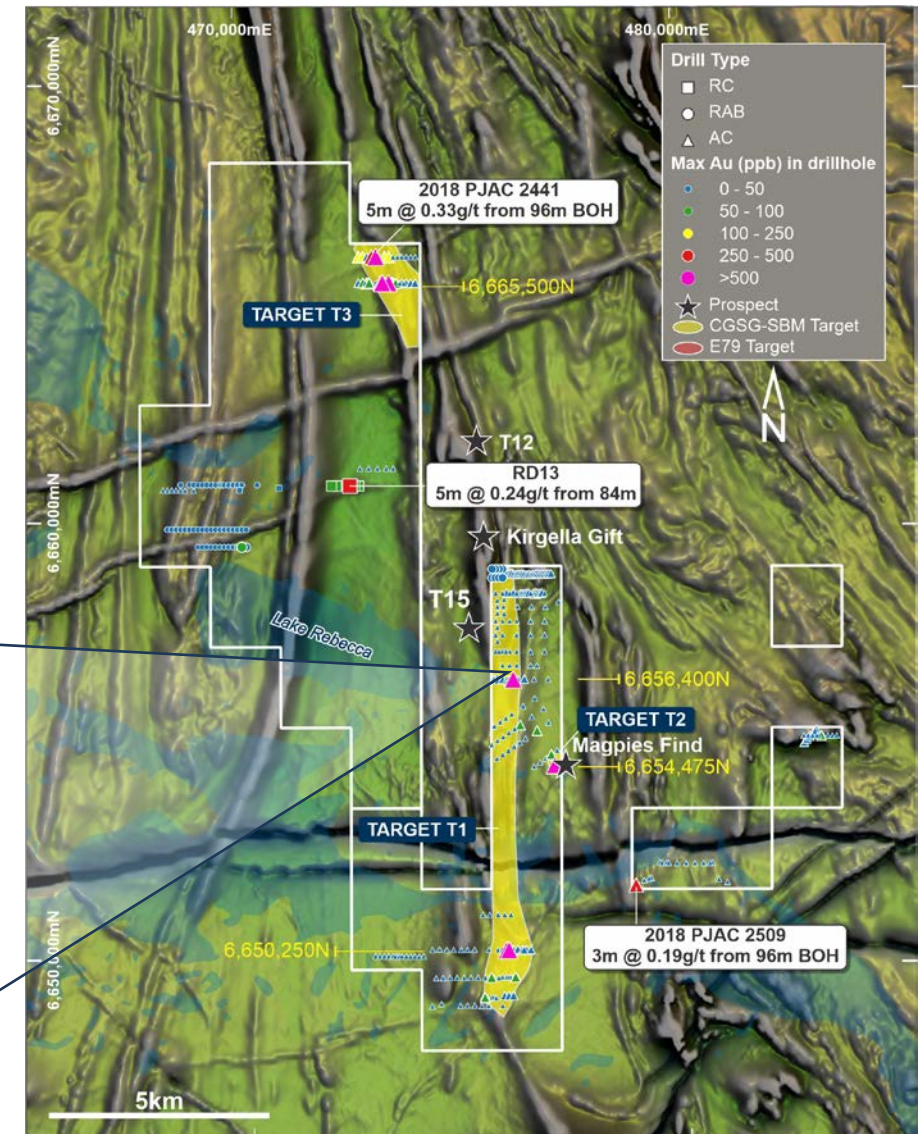 470,000mE
480,000mE
6,670,000mN
Drill Type
RC
RAB
AC
Max Au (ppb) in drillhole
0 - 50
50 - 100
100 - 250
250 - 500
>500
Prospect
CGSG-SBM Target
E79 Target
N
2018 PJAC 2441
5m @ 0.33g/t from 96m BOH
6,665,500N
TARGET T3
T12
RD13
5m @ 0.24g/t from 84m
6,660,000mN
Kirgella Gift
T15
Lake Rebecca
6,656,400N
TARGET T2
Magpies Find
6,654,475N
TARGET T1
6,650,250N
2018 PJAC 2509
3m @ 0.19g/t from 96m BOH
6,650,000mN
5km